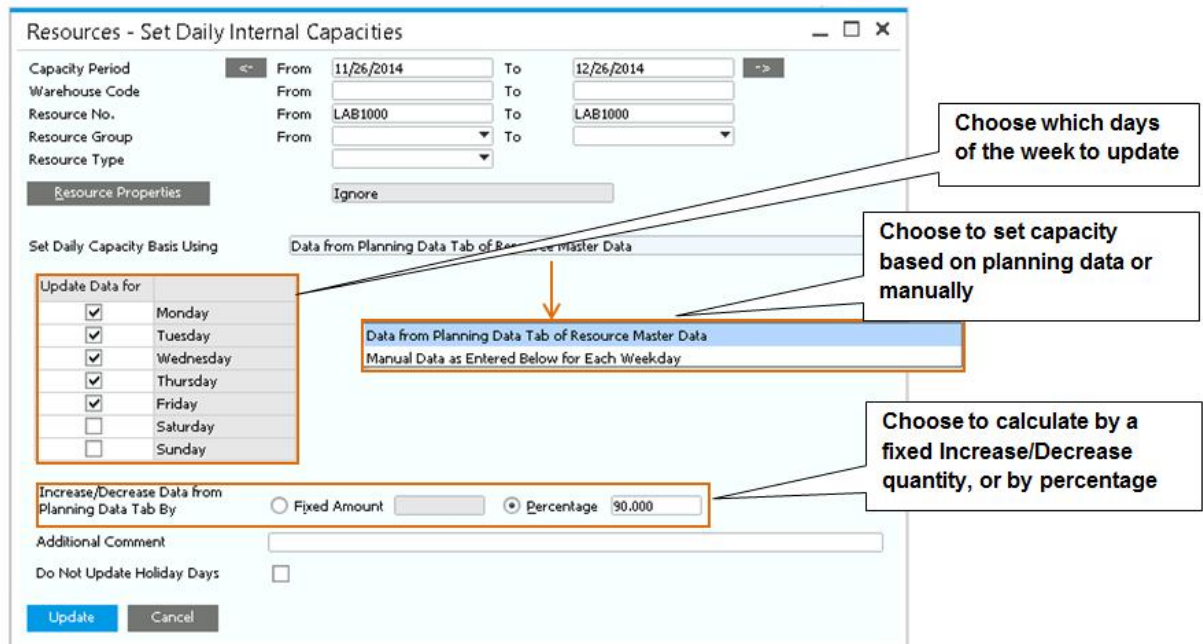 Resources - Set Daily Internal Capacities
Capacity Period <- From 11/26/2014 To 12/26/2014 ->
Warehouse Code From To
Resource No. From LAB1000 To LAB1000
Resource Group From To
Resource Type
Resource Properties Ignore
Choose which days
of the week to update
Set Daily Capacity Basis Using Data from Planning Data Tab of Resource Master Data
Choose to set capacity
based on planning data or
manually
Update Data for
Monday
Tuesday
Wednesday
Thursday
Friday
Saturday
Sunday
Data from Planning Data Tab of Resource Master Data
Manual Data as Entered Below for Each Weekday
Choose to calculate by a
fixed Increase/Decrease
quantity, or by percentage
Increase/Decrease Data from
Planning Data Tab By Fixed Amount Percentage 90.000
Additional Comment
Do Not Update Holiday Days
Update Cancel